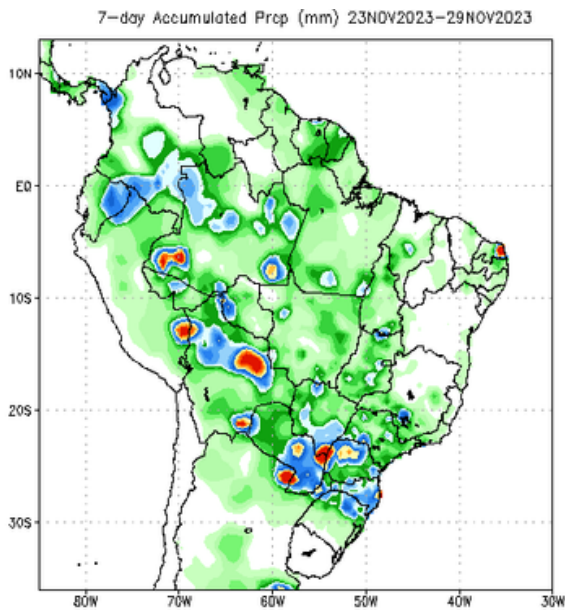 7-day Accumulated Prcp (mm) 23NOV2023-29NOV2023
10N
EQ
10S
20S
30S
80W 70W 60W 50W 40W 30W